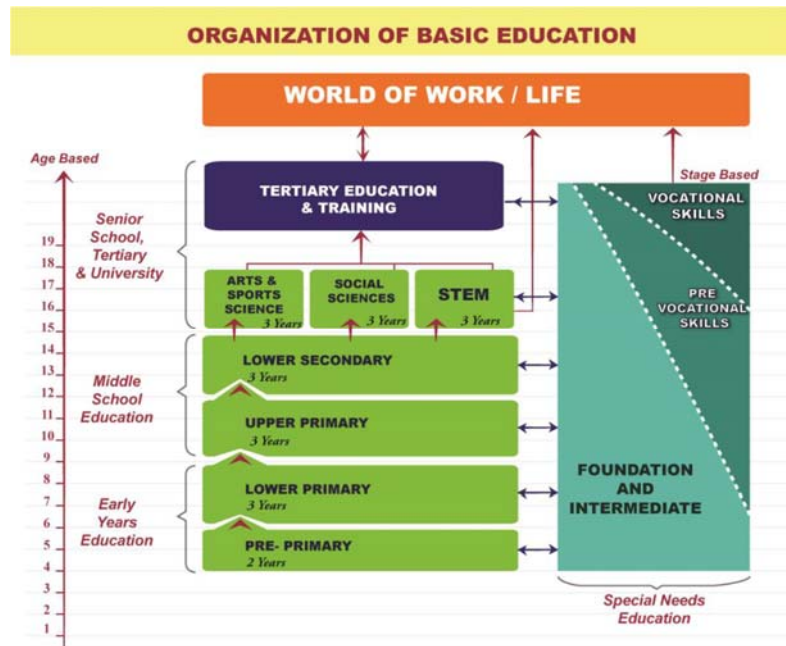 ORGANIZATION OF BASIC EDUCATION
WORLD OF WORK / LIFE
Age Based
Stage Based
Senior
School,
Tertiary
& University
TERTIARY EDUCATION
& TRAINING
VOCATIONAL
SKILLS
ARTS &
SPORTS
SCIENCE
3 Years
SOCIAL
SCIENCES
3 Years
STEM
3 Years
PRE
VOCATIONAL
SKILLS
Middle
School
Education
LOWER SECONDARY
3 Years
UPPER PRIMARY
3 Years
Early
Years
Education
LOWER PRIMARY
3 Years
PRE- PRIMARY
2 Years
FOUNDATION
AND
INTERMEDIATE
Special Needs
Education
19
18
17
16
15
14
13
12
11
10
9
8
7
6
5
4
3
2
1